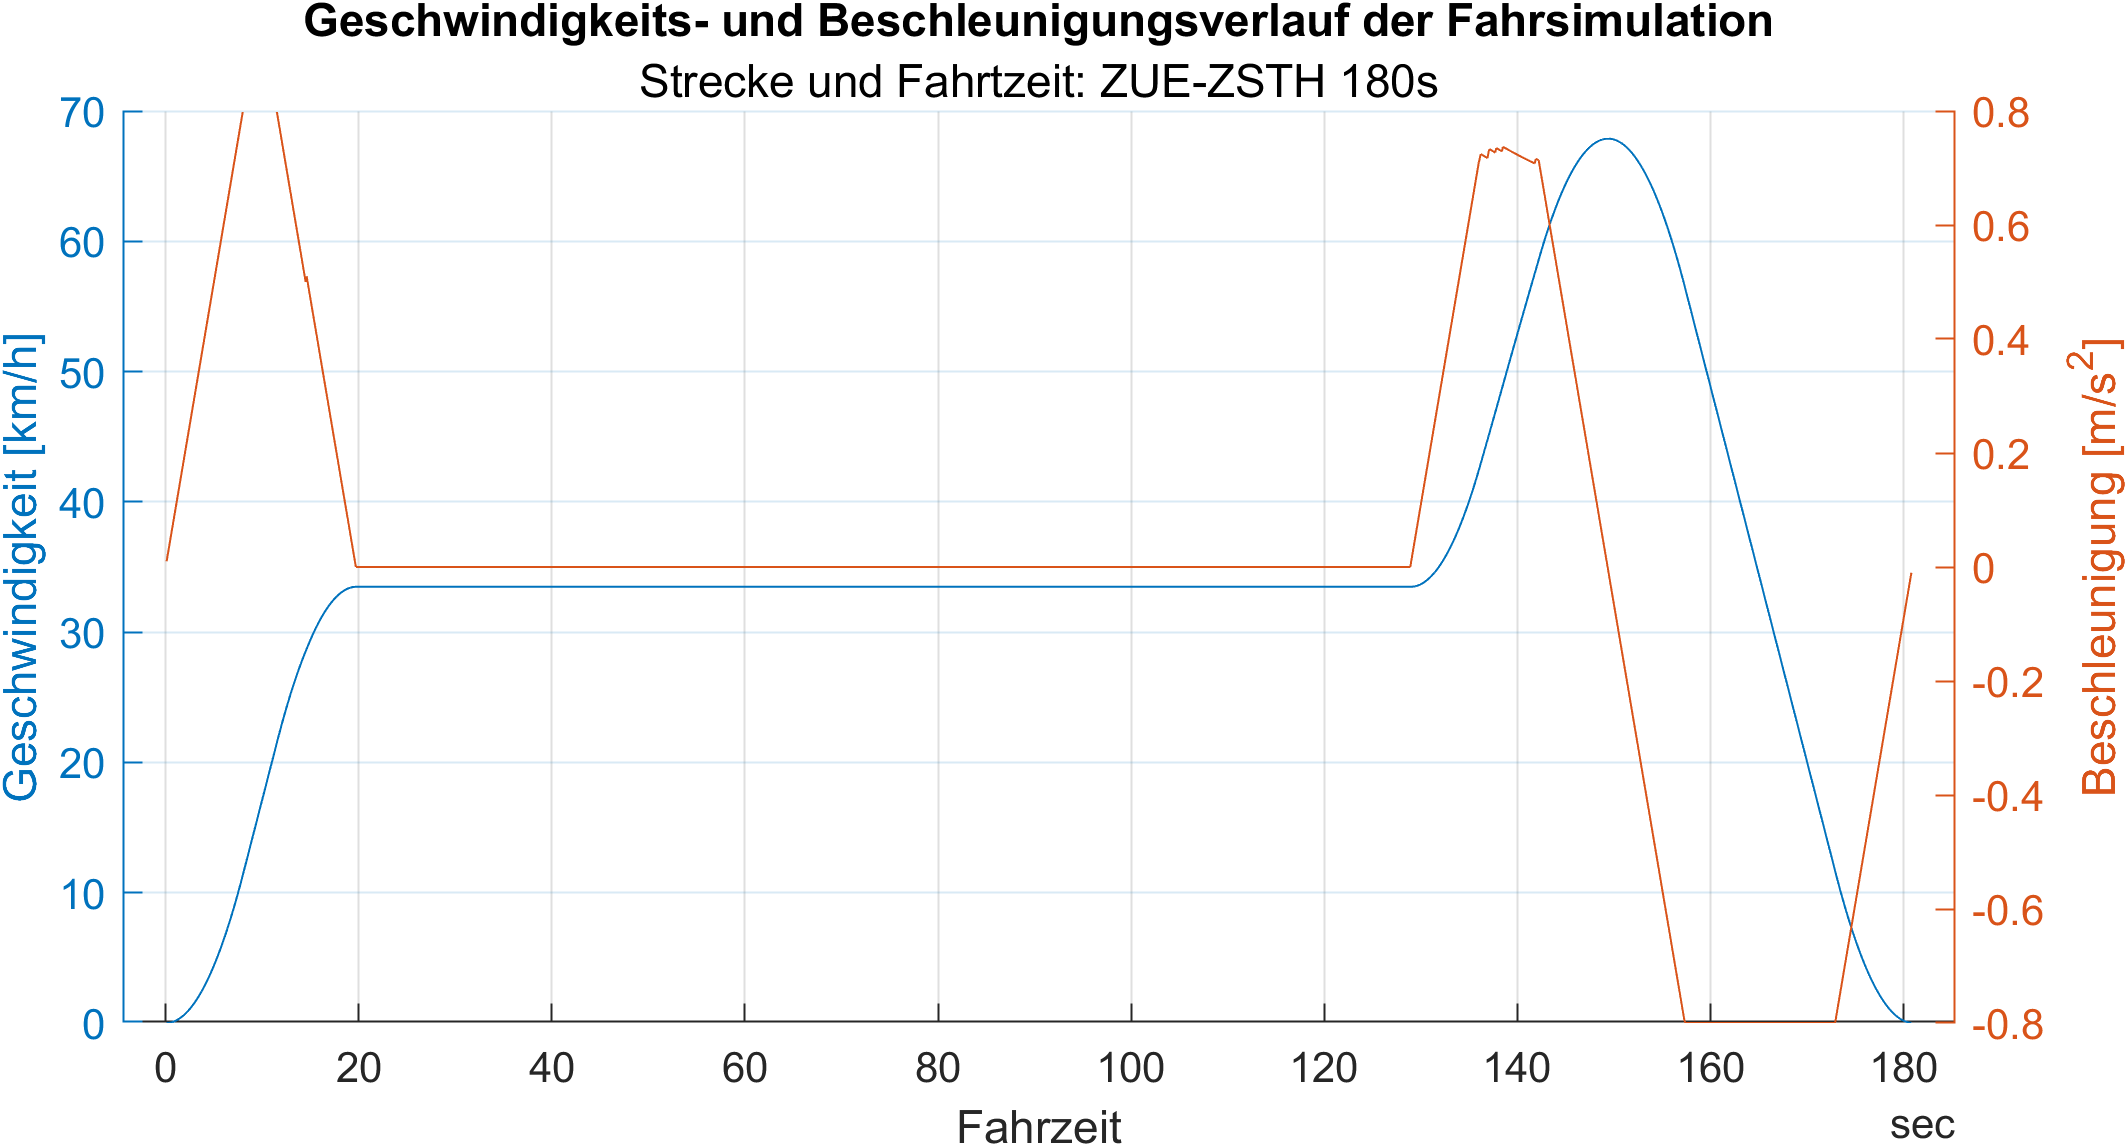 Geschwindigkeits- und Beschleunigungsverlauf der Fahrsimulation
Strecke und Fahrtzeit: ZUE-ZSTH 180s
Geschwindigkeit [km/h]
70
60
50
40
30
20
10
0
0.8
0.6
0.4
0.2
0
-0.2
-0.4
-0.6
-0.8
Beschleunigung [m/s²]
0 20 40 60 80 100 120 140 160 180
Fahrzeit
sec